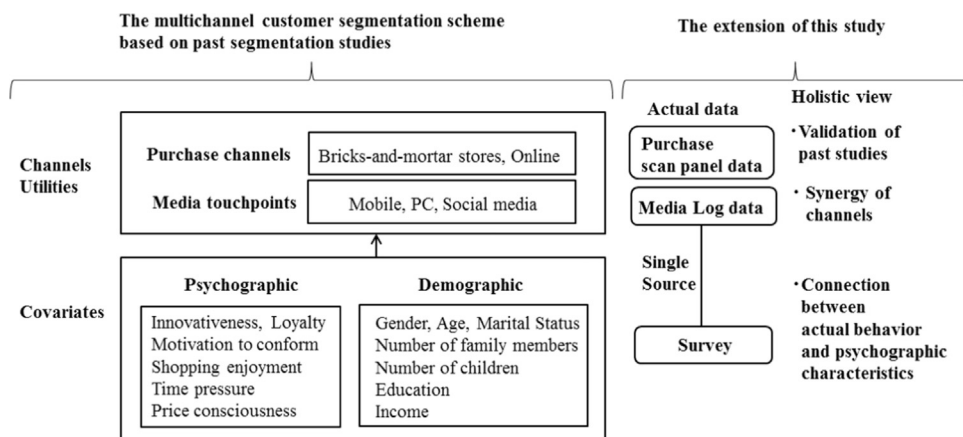 The multichannel customer segmentation scheme
based on past segmentation studies
The extension of this study
Channels
Utilities
Purchase channels
Bricks-and-mortar stores, Online
Media touchpoints
Mobile, PC, Social media
Covariates
Psychographic
Innovativeness, Loyalty
Motivation to conform
Shopping enjoyment
Time pressure
Price consciousness
Demographic
Gender, Age, Marital Status
Number of family members
Number of children
Education
Income
Actual data
Purchase
scan panel data
Media Log data
Single
Source
Survey
Holistic view
・Validation of
past studies
・Synergy of
channels
・Connection
between
actual behavior
and psychographic
characteristics